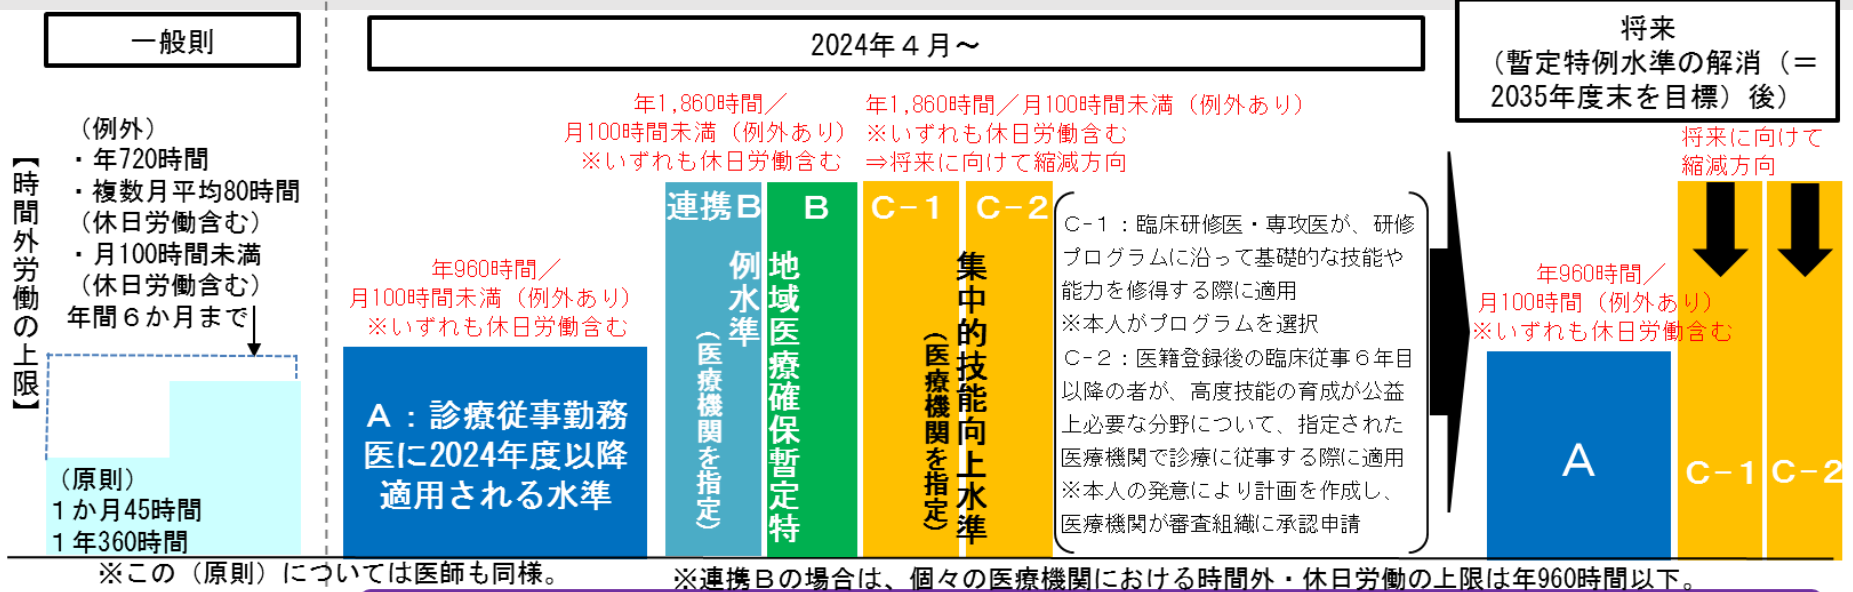 一般則
2024年４月～
将来
（暫定特例水準の解消（＝
2035年度末を目標）後）
【時間外労働の上限】
（例外）
・年720時間
・複数月平均80時間
（休日労働含む）
・月100時間未満
（休日労働含む）
年間６か月まで
（原則）
１か月45時間
１年360時間
※この（原則）については医師も同様。
年960時間／
月100時間未満（例外あり）
※いずれも休日労働含む
Ａ：診療従事勤務
医に2024年度以降
適用される水準
年1,860時間／
月100時間未満（例外あり）
※いずれも休日労働含む
連携Ｂ
Ｂ
地域医療確保暫定特
例水準
（医療機関を指定）
年1,860時間／月100時間未満（例外あり）
※いずれも休日労働含む
⇒将来に向けて縮減方向
Ｃ－１
Ｃ－２
集中的技能向上水準
（医療機関を指定）
Ｃ－１：臨床研修医・専攻医が、研修
プログラムに沿って基礎的な技能や
能力を修得する際に適用
※本人がプログラムを選択
Ｃ－２：医籍登録後の臨床従事６年目
以降の者が、高度技能の育成が公益
上必要な分野について、指定された
医療機関で診療に従事する際に適用
※本人の発意により計画を作成し、
医療機関が審査組織に承認申請
将来に向けて
縮減方向
年960時間／
月100時間（例外あり）
※いずれも休日労働含む
Ａ
Ｃ－１
Ｃ－２
※連携Ｂの場合は、個々の医療機関における時間外・休日労働の上限は年960時間以下。